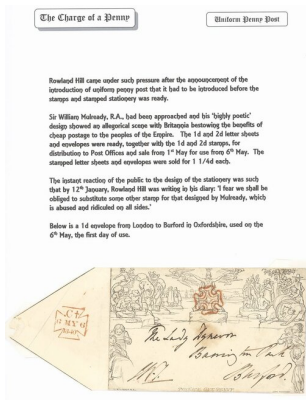 The Charge of a Penny
Uniform Penny Post
Rowland Hill came under such pressure after the announcement of the
introduction of uniform penny post that it had to be introduced before the
stamps and stamped stationery was ready.
Sir William Mulready, R.A., had been approached and his 'highly poetic'
design showed an allegorical scene with Britannia bestowing the benefits of
cheap postage to the peoples of the Empire. The 1d and 2d letter sheets
and envelopes were ready, together with the 1d and 2d stamps, for
distribution to Post Offices and sale from 1st May for use from 6th May. The
stamped letter sheets and envelopes were sold for 1 1/4d each.
The instant reaction of the public to the design of the stationery was such
that by 12th January, Rowland Hill was writing in his diary: 'I fear we shall be
obliged to substitute some other stamp for that designed by Mulready, which
is abused and ridiculed on all sides.'
Below is a 1d envelope from London to Burford in Oxfordshire, used on the
6th May, the first day of use.
The Lady
Barrington Park
Burford